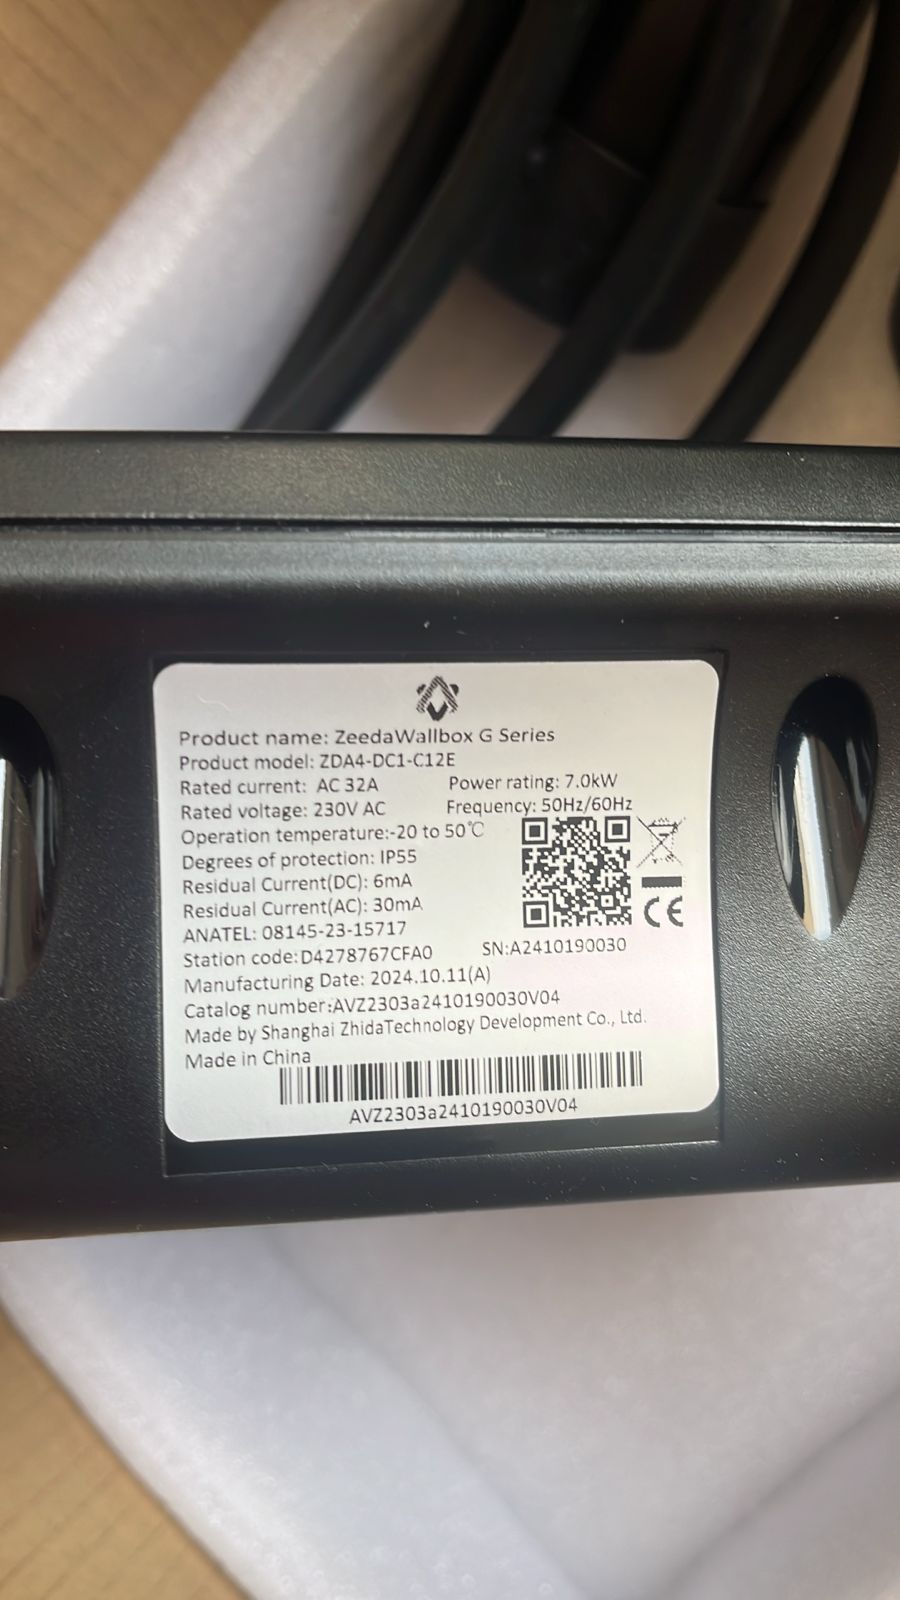 Product name: ZeedaWallbox G Series
Product model: ZDA4-DC1-C12E
Rated current: AC 32A Power rating: 7.0kW
Rated voltage: 230V AC Frequency: 50Hz/60Hz
Operation temperature:-20 to 50℃
Degrees of protection: IP55
Residual Current(DC): 6mA
Residual Current(AC): 30mA
ANATEL: 08145-23-15717
Station code:D4278767CFA0 SN:A2410190030
Manufacturing Date: 2024.10.11(A)
Catalog number:AVZ2303a2410190030V04
Made by Shanghai ZhidaTechnology Development Co., Ltd.
Made in China
AVZ2303a2410190030V04
CE